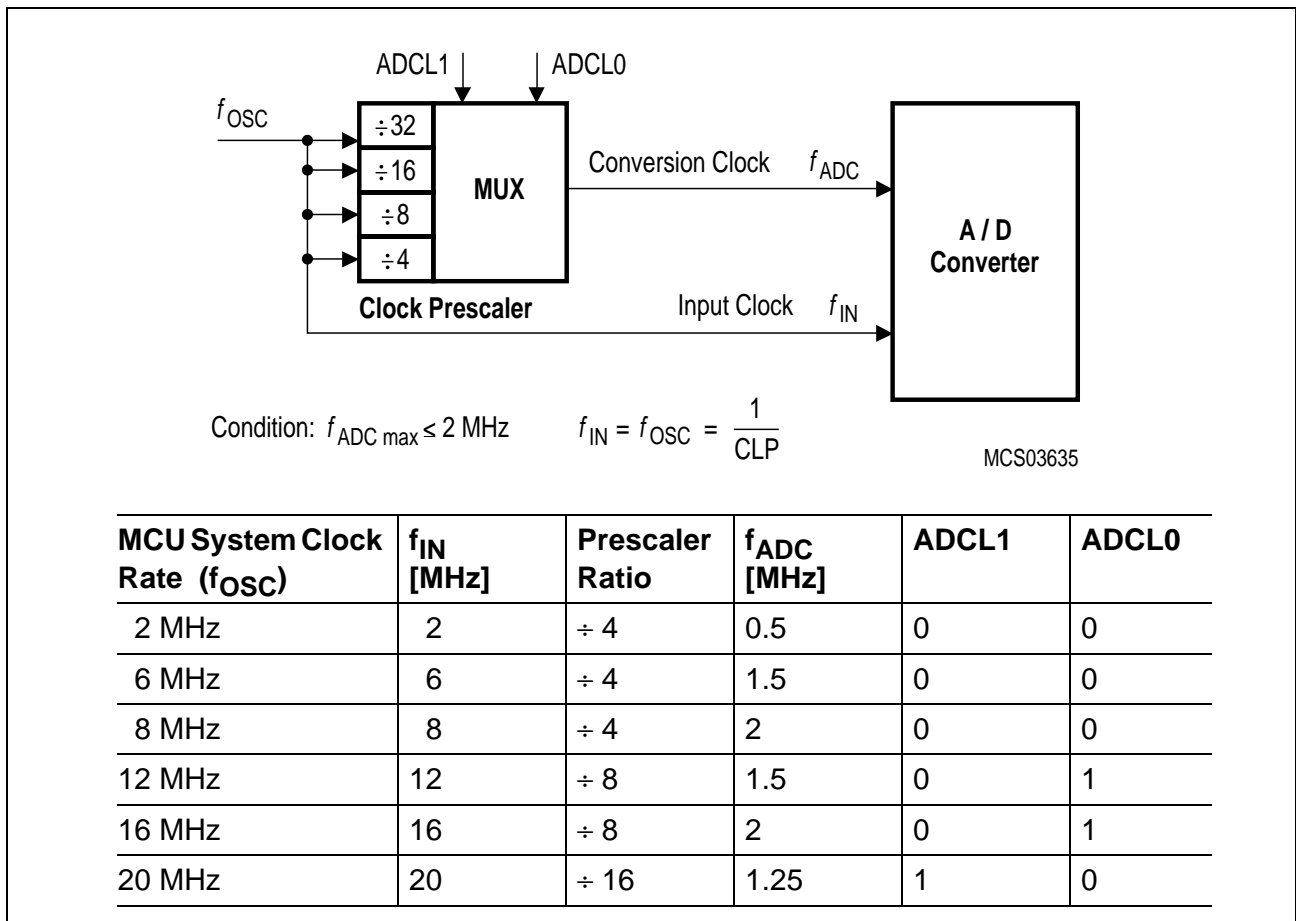 ADCL1 ADCL0
fOSC
÷32
÷16
÷8
÷4
MUX
Conversion Clock fADC
A / D
Converter
Clock Prescaler
Input Clock fIN
Condition: fADC max ≤ 2 MHz fIN = fOSC = 1
CLP
MCS03635
MCU System Clock Rate (fOSC) | fIN [MHz] | Prescaler Ratio | fADC [MHz] | ADCL1 | ADCL0
2 MHz | 2 | ÷ 4 | 0.5 | 0 | 0
6 MHz | 6 | ÷ 4 | 1.5 | 0 | 0
8 MHz | 8 | ÷ 4 | 2 | 0 | 0
12 MHz | 12 | ÷ 8 | 1.5 | 0 | 1
16 MHz | 16 | ÷ 8 | 2 | 0 | 1
20 MHz | 20 | ÷ 16 | 1.25 | 1 | 0